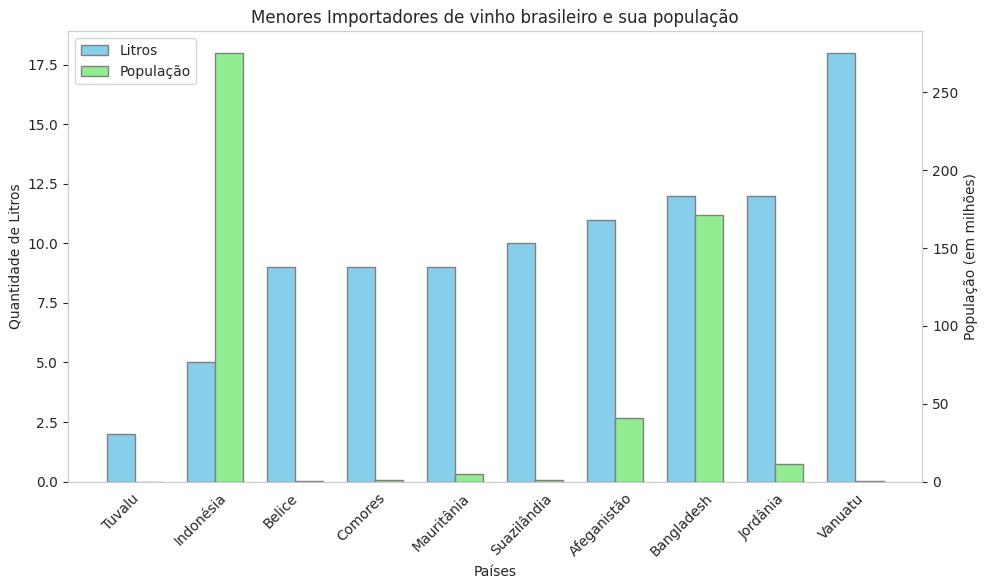 Menores Importadores de vinho brasileiro e sua população
Litros
População
17.5
15.0
12.5
10.0
7.5
5.0
2.5
0.0
Quantidade de Litros
250
200
150
100
50
0
População (em milhões)
Tuvalu
Indonésia
Belice
Comores
Mauritânia
Suazilândia
Afeganistão
Bangladesh
Jordânia
Vanuatu
Países